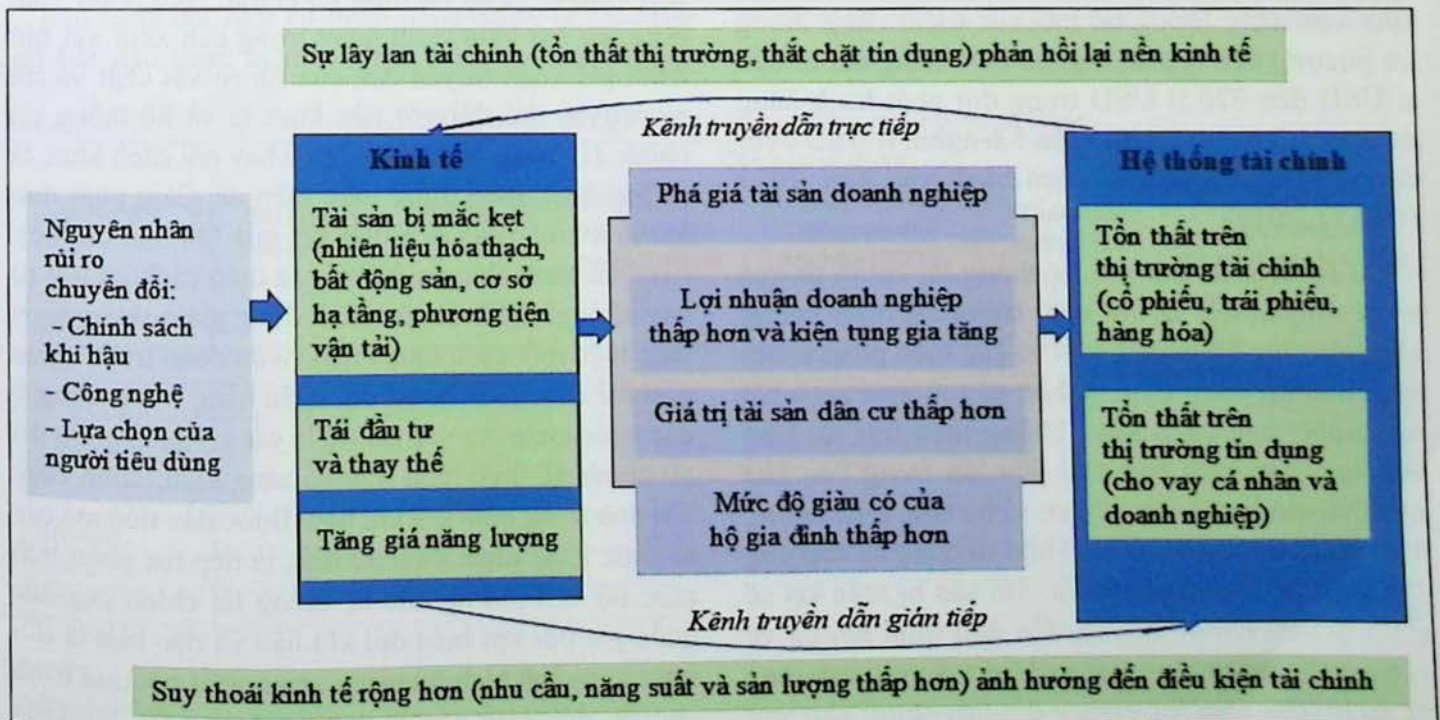 Sự lây lan tài chính (tổn thất thị trường, thắt chặt tín dụng) phản hồi lại nền kinh tế
Kênh truyền dẫn trực tiếp
Kinh tế
Hệ thống tài chính
Nguyên nhân
rủi ro
chuyển đổi:
- Chính sách
khí hậu
- Công nghệ
- Lựa chọn của
người tiêu dùng
Tài sản bị mắc kẹt
(nhiên liệu hóa thạch,
bất động sản, cơ sở
hạ tầng, phương tiện
vận tải)
Tái đầu tư
và thay thế
Tăng giá năng lượng
Phá giá tài sản doanh nghiệp
Lợi nhuận doanh nghiệp
thấp hơn và kiện tụng gia tăng
Giá trị tài sản dân cư thấp hơn
Mức độ giàu có của
hộ gia đình thấp hơn
Tổn thất trên
thị trường tài chính
(cổ phiếu, trái phiếu,
hàng hóa)
Tổn thất trên
thị trường tín dụng
(cho vay cá nhân và
doanh nghiệp)
Kênh truyền dẫn gián tiếp
Suy thoái kinh tế rộng hơn (nhu cầu, năng suất và sản lượng thấp hơn) ảnh hưởng đến điều kiện tài chính